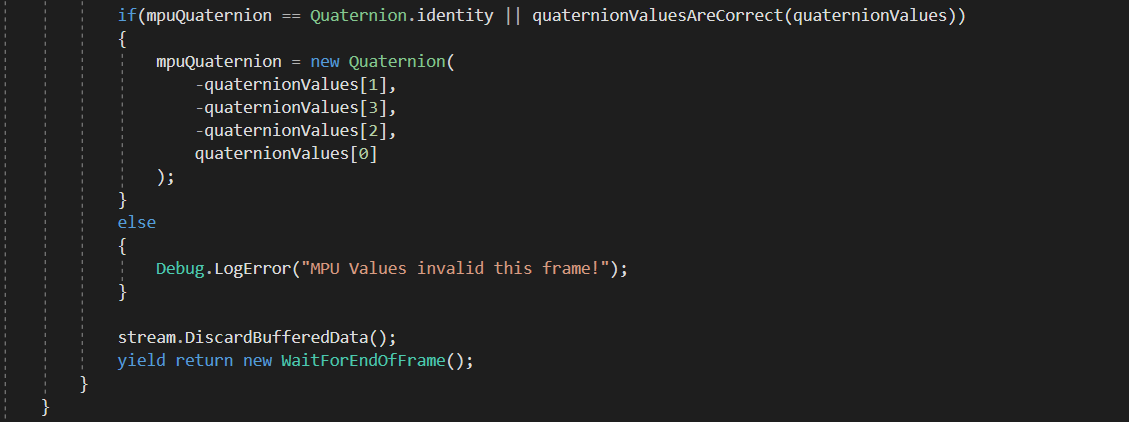 if(mpuQuaternion == Quaternion.identity || quaternionValuesAreCorrect(quaternionValues))
{
mpuQuaternion = new Quaternion(
-quaternionValues[1],
-quaternionValues[3],
-quaternionValues[2],
quaternionValues[0]
);
}
else
{
Debug.LogError("MPU Values invalid this frame!");
}
stream.DiscardBufferedData();
yield return new WaitForEndOfFrame();
}
}